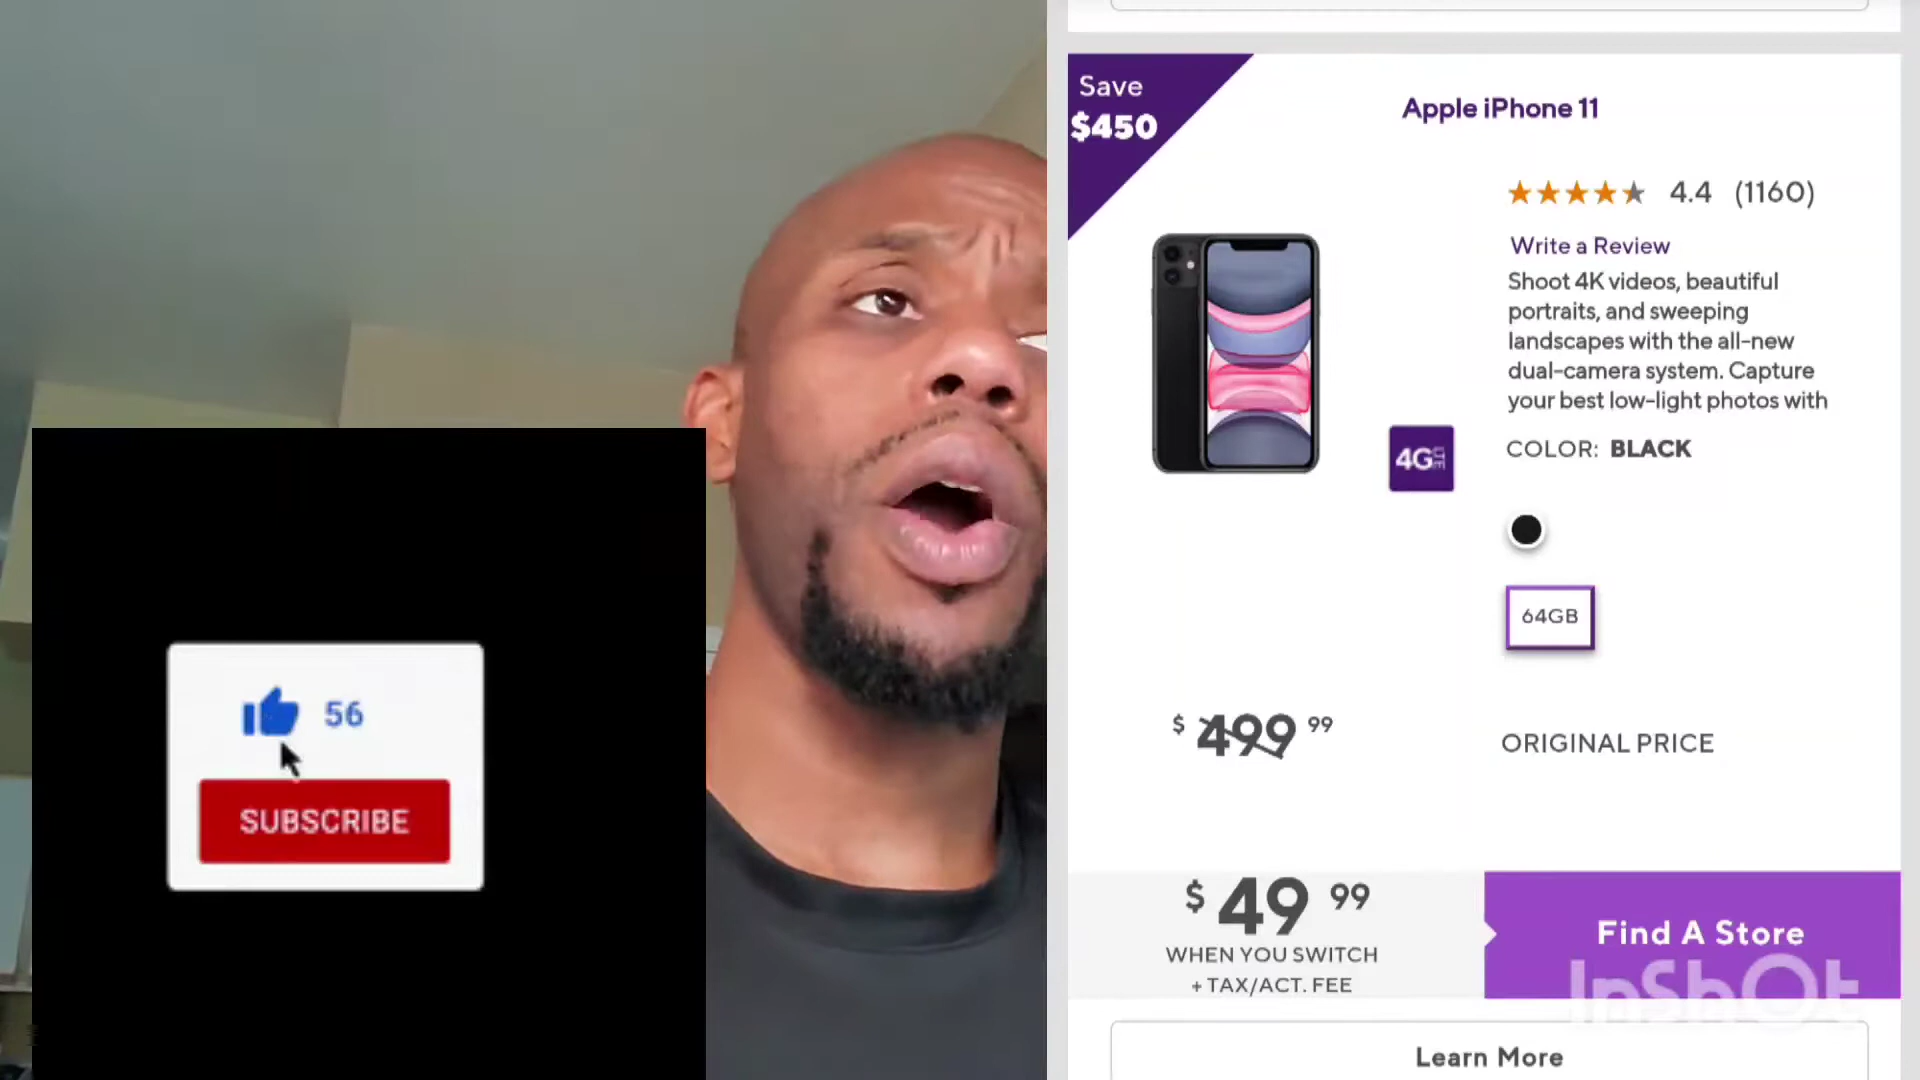 56
SUBSCRIBE
Save
$450
Apple iPhone 11
4.4 (1160)
Write a Review
Shoot 4K videos, beautiful
portraits, and sweeping
landscapes with the all-new
dual-camera system. Capture
your best low-light photos with
4G LTE
COLOR: BLACK
64GB
$ 499 99
ORIGINAL PRICE
$ 49 99
WHEN YOU SWITCH
+ TAX/ACT. FEE
Find A Store
InShOt
Learn More